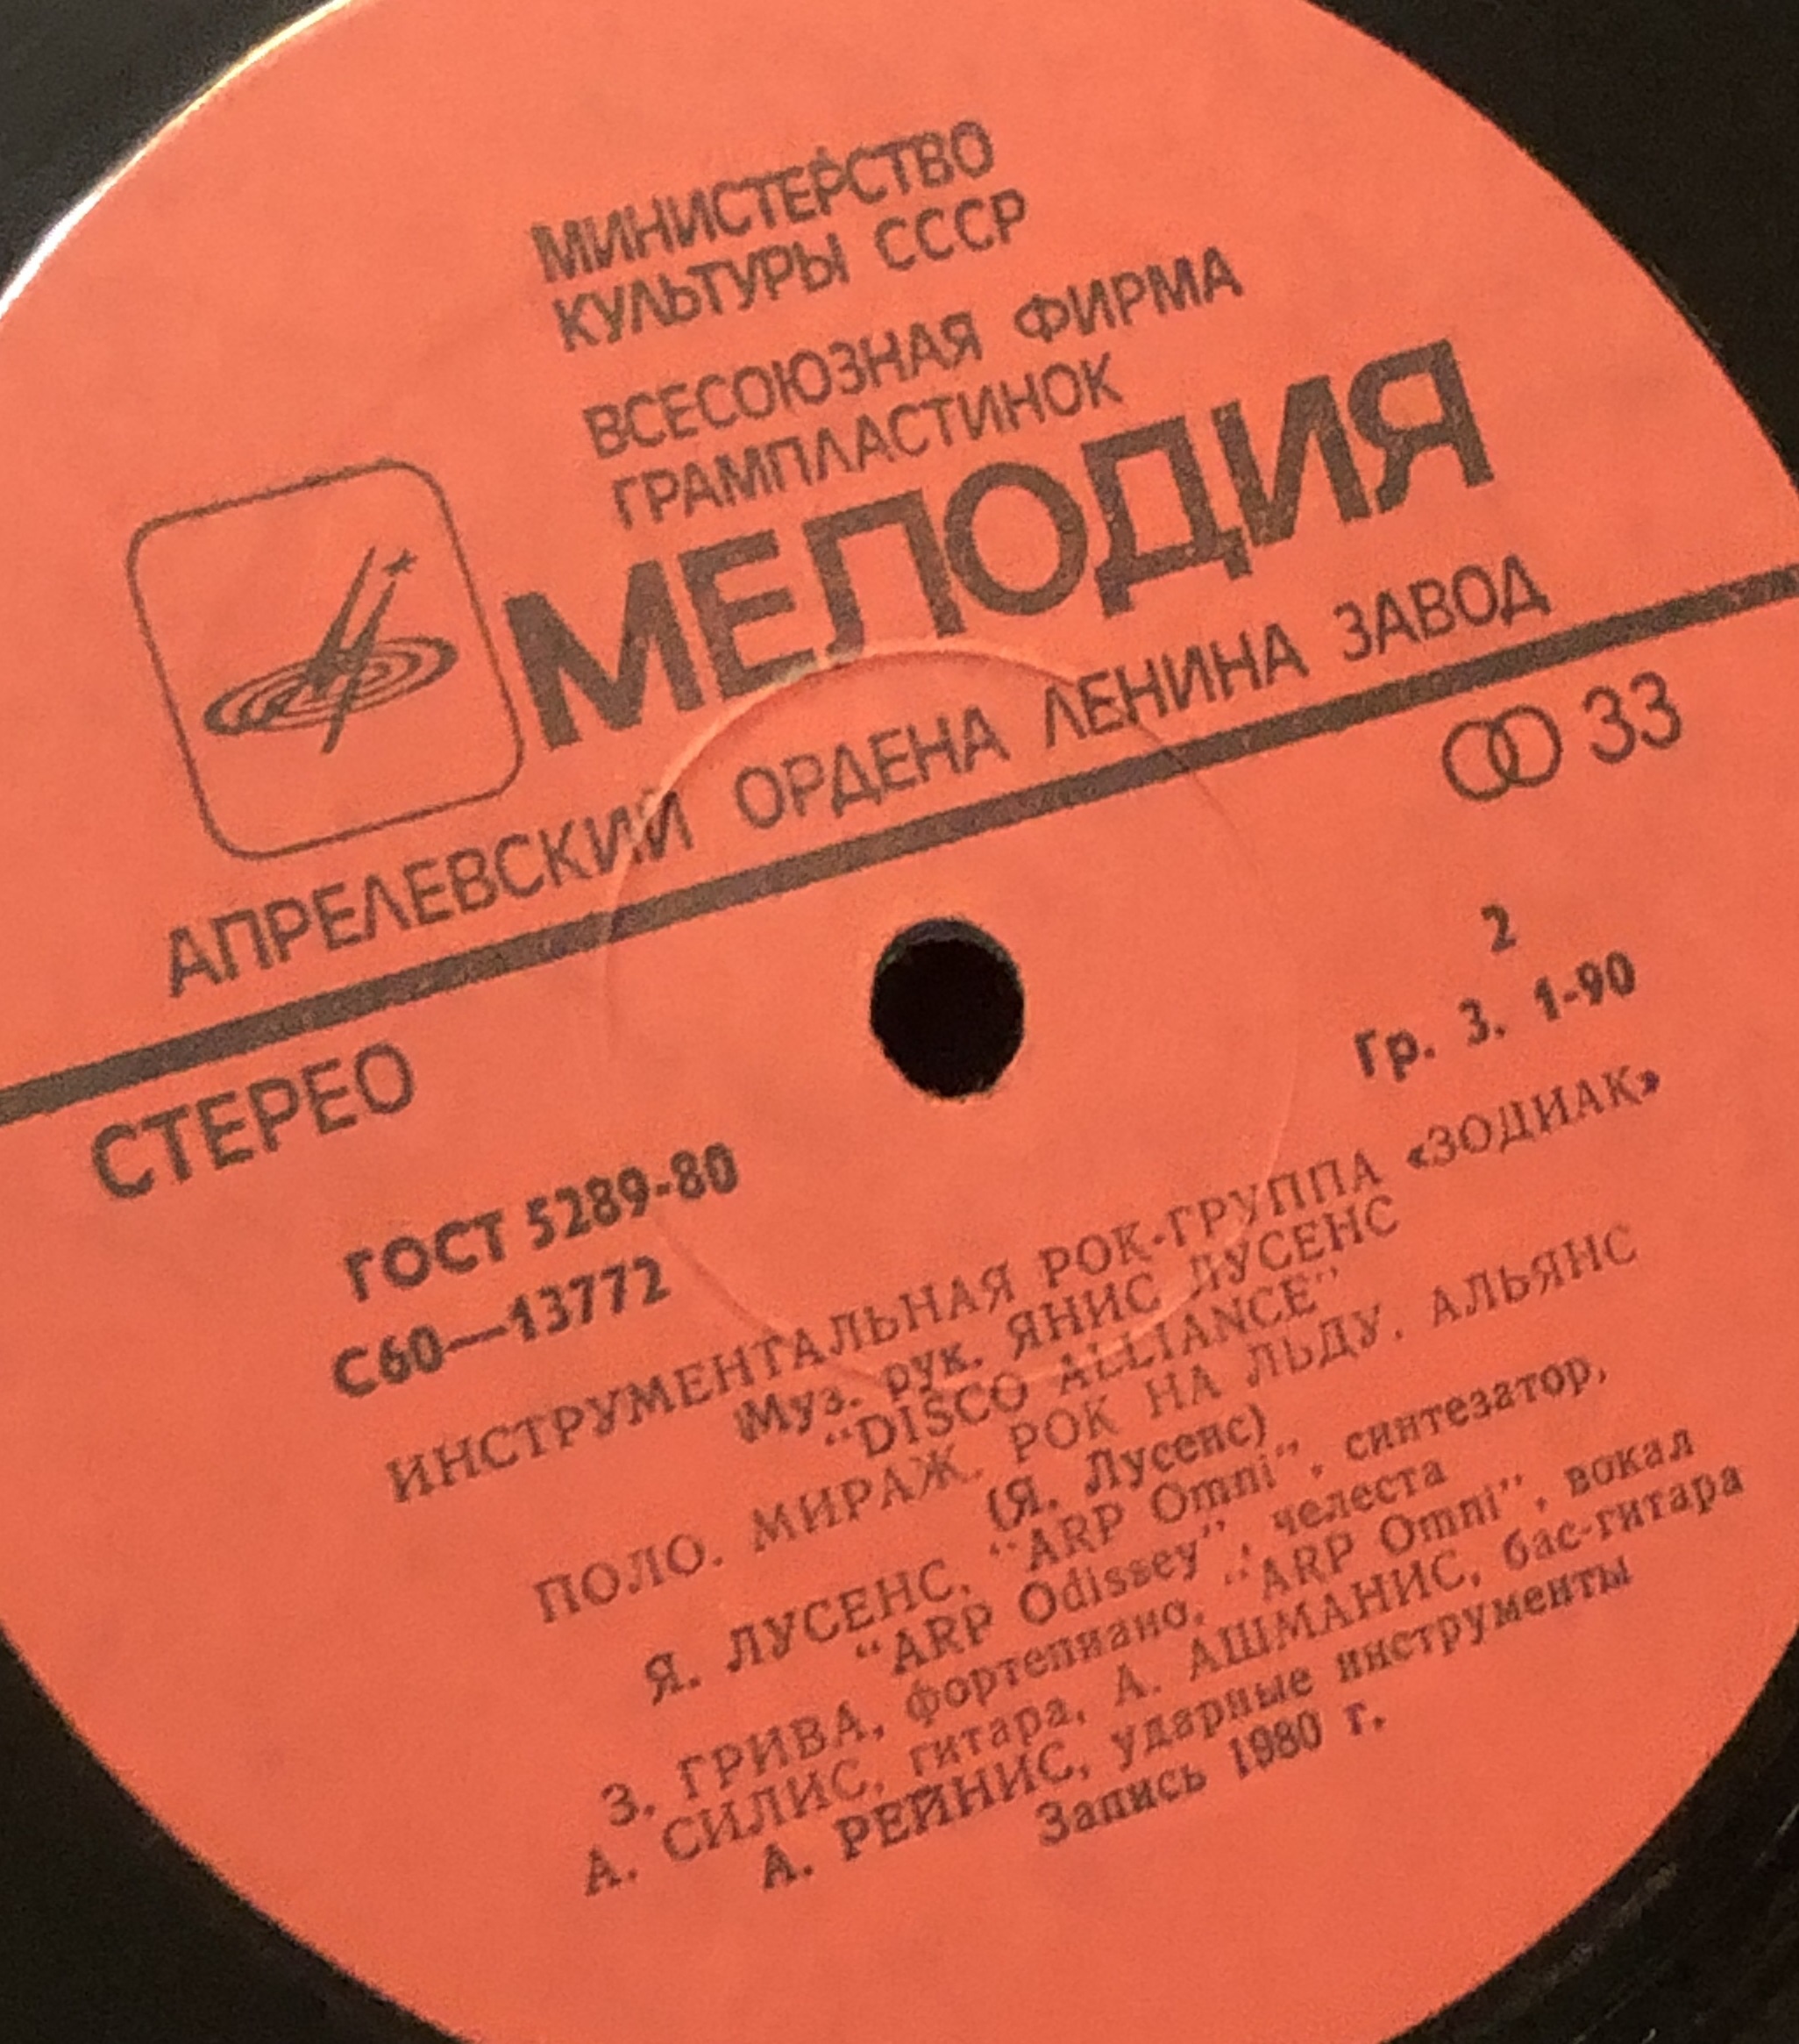 МИНИСТЕРСТВО
КУЛЬТУРЫ СССР
ВСЕСОЮЗНАЯ ФИРМА
ГРАМПЛАСТИНОК
МЕЛОДИЯ
АПРЕЛЕВСКИЙ ОРДЕНА ЛЕНИНА ЗАВОД
33
СТЕРЕО
2
ГОСТ 5289-80
Гр. 3. 1-90
С60—13772
ИНСТРУМЕНТАЛЬНАЯ РОК-ГРУППА «ЗОДИАК»
Муз. рук. ЯНИС ЛУСЕНС
“DISCO ALLIANCE”
ПОЛО. МИРАЖ. РОК НА ЛЬДУ. АЛЬЯНС
(Я. Лусенс)
Я. ЛУСЕНС, “ARP Omni”, синтезатор,
“ARP Odissey”, челеста
З. ГРИВА, фортепиано, “ARP Omni”, вокал
А. СИЛИС, гитара, А. АШМАНИС, бас-гитара
А. РЕЙНИС, ударные инструменты
Запись 1980 г.